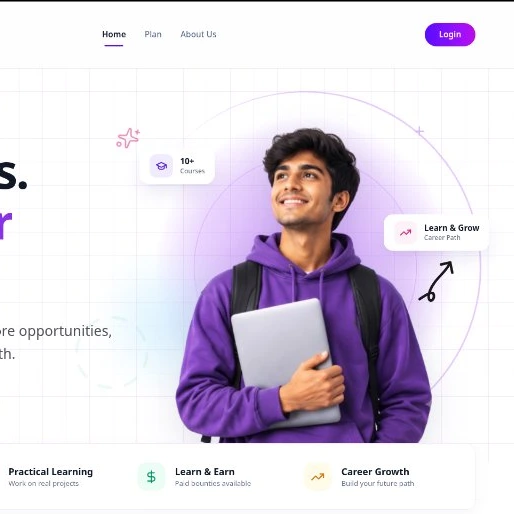 Home Plan About Us Login
s.
r
10+
Courses
Learn & Grow
Career Path
re opportunities,
th.
Practical Learning Learn & Earn Career Growth
Work on real projects Paid bounties available Build your future path